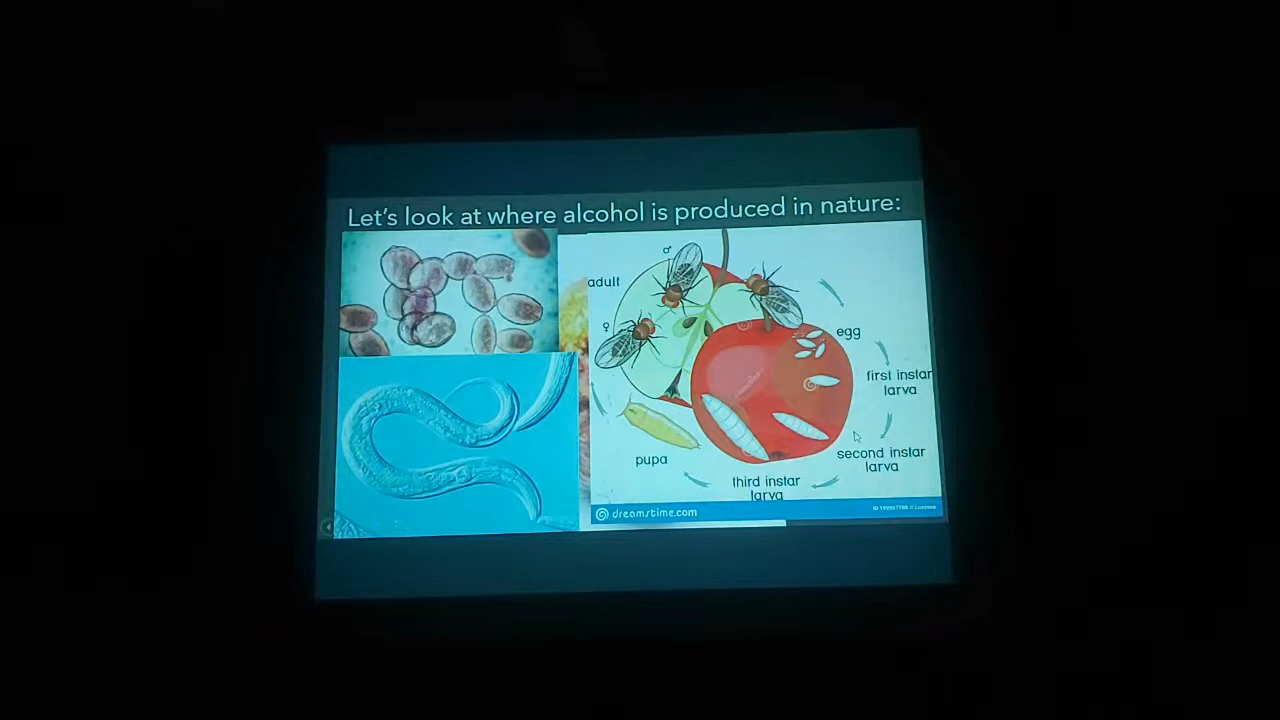 Let's look at where alcohol is produced in nature:
♂
adult
♀
egg
first instar
larva
second instar
larva
third instar
larva
pupa
dreamstime.com